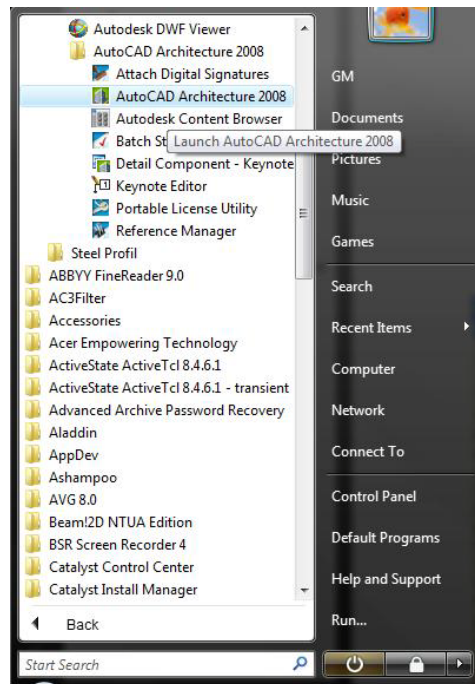 Autodesk DWF Viewer
AutoCAD Architecture 2008
Attach Digital Signatures
AutoCAD Architecture 2008
Autodesk Content Browser
Batch St
Launch AutoCAD Architecture 2008
Detail Component - Keynote
Keynote Editor
Portable License Utility
Reference Manager
Steel Profil
ABBYY FineReader 9.0
AC3Filter
Accessories
Acer Empowering Technology
ActiveState ActiveTcl 8.4.6.1
ActiveState ActiveTcl 8.4.6.1 - transient
Advanced Archive Password Recovery
Aladdin
AppDev
Ashampoo
AVG 8.0
Beam!2D NTUA Edition
BSR Screen Recorder 4
Catalyst Control Center
Catalyst Install Manager
Back
Start Search
GM
Documents
Pictures
Music
Games
Search
Recent Items
Computer
Network
Connect To
Control Panel
Default Programs
Help and Support
Run...